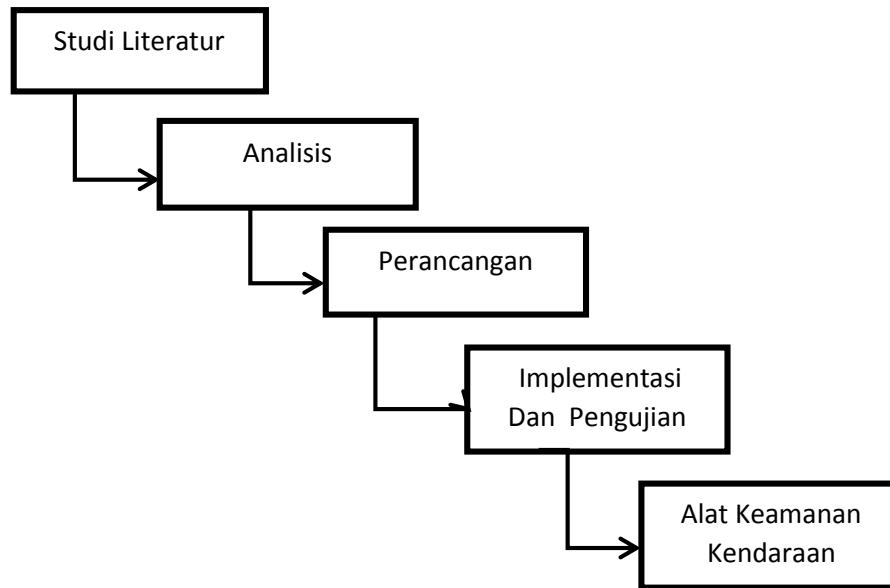 Studi Literatur
Analisis
Perancangan
Implementasi
Dan Pengujian
Alat Keamanan
Kendaraan